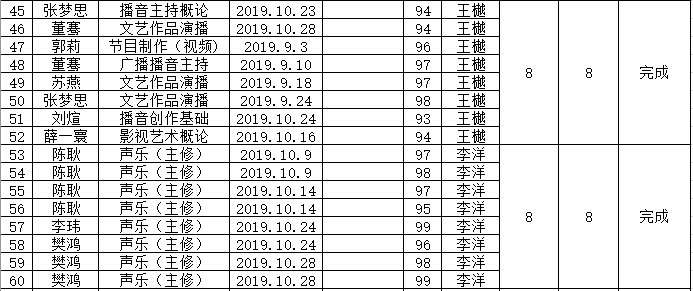 45 张梦思 播音主持概论 2019.10.23 94 王樾
46 董骞 文艺作品演播 2019.10.28 94 王樾
47 郭莉 节目制作（视频) 2019.9.3 96 王樾
48 董骞 广播播音主持 2019.9.10 97 王樾
49 苏燕 文艺作品演播 2019.9.18 97 王樾
50 张梦思 文艺作品演播 2019.9.24 98 王樾
51 刘煊 播音创作基础 2019.10.24 93 王樾
52 薛一寰 影视艺术概论 2019.10.16 94 王樾
8 8 完成
53 陈耿 声乐（主修） 2019.10.9 97 李洋
54 陈耿 声乐（主修） 2019.10.9 98 李洋
55 陈耿 声乐（主修） 2019.10.14 97 李洋
56 陈耿 声乐（主修） 2019.10.14 95 李洋
57 李玮 声乐（主修） 2019.10.24 99 李洋
58 樊鸿 声乐（主修） 2019.10.24 96 李洋
59 樊鸿 声乐（主修） 2019.10.28 98 李洋
60 樊鸿 声乐（主修） 2019.10.28 99 李洋
8 8 完成